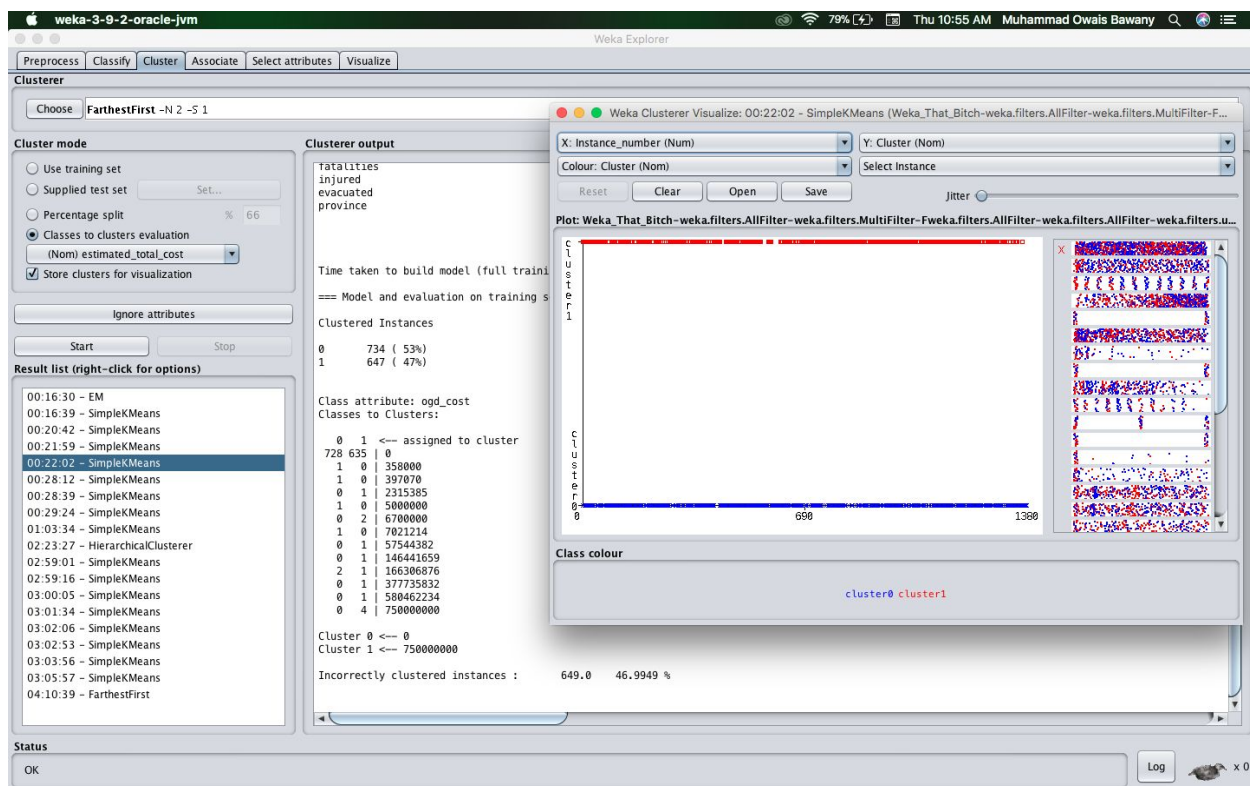 weka-3-9-2-oracle-jvm 79% Thu 10:55 AM Muhammad Owais Bawany
Weka Explorer
Preprocess Classify Cluster Associate Select attributes Visualize
Clusterer
Choose FarthestFirst -N 2 -S 1
Cluster mode
Use training set
Supplied test set Set...
Percentage split % 66
Classes to clusters evaluation
(Nom) estimated_total_cost
Store clusters for visualization
Ignore attributes
Start Stop
Result list (right-click for options)
00:16:30 - EM
00:16:39 - SimpleKMeans
00:20:42 - SimpleKMeans
00:21:59 - SimpleKMeans
00:22:02 - SimpleKMeans
00:28:12 - SimpleKMeans
00:28:39 - SimpleKMeans
00:29:24 - SimpleKMeans
01:03:34 - SimpleKMeans
02:23:27 - HierarchicalClusterer
02:59:01 - SimpleKMeans
02:59:16 - SimpleKMeans
03:00:05 - SimpleKMeans
03:01:34 - SimpleKMeans
03:02:06 - SimpleKMeans
03:02:53 - SimpleKMeans
03:03:56 - SimpleKMeans
03:05:57 - SimpleKMeans
04:10:39 - FarthestFirst
Clusterer output
fatalities
injured
evacuated
province
Time taken to build model (full traini
=== Model and evaluation on training s
Clustered Instances
0 734 ( 53%)
1 647 ( 47%)
Class attribute: ogd_cost
Classes to Clusters:
0 1 <-- assigned to cluster
728 635 | 0
1 0 | 358000
1 0 | 397070
0 1 | 2315385
1 0 | 5000000
0 2 | 6700000
1 0 | 7021214
0 1 | 57544382
0 1 | 146441659
2 1 | 166306876
0 1 | 377735832
0 1 | 580462234
0 4 | 750000000
Cluster 0 <-- 0
Cluster 1 <-- 750000000
Incorrectly clustered instances : 649.0 46.9949 %
Weka Clusterer Visualize: 00:22:02 - SimpleKMeans (Weka_That_Bitch-weka.filters.AllFilter-weka.filters.MultiFilter-F...
X: Instance_number (Num) Y: Cluster (Nom)
Colour: Cluster (Nom) Select Instance
Reset Clear Open Save Jitter
Plot: Weka_That_Bitch-weka.filters.AllFilter-weka.filters.MultiFilter-Fweka.filters.AllFilter-weka.filters.AllFilter-weka.filters.u...
cluster1
X
cluster0
0 690 1380
Class colour
cluster0 cluster1
Status
OK
Log x 0